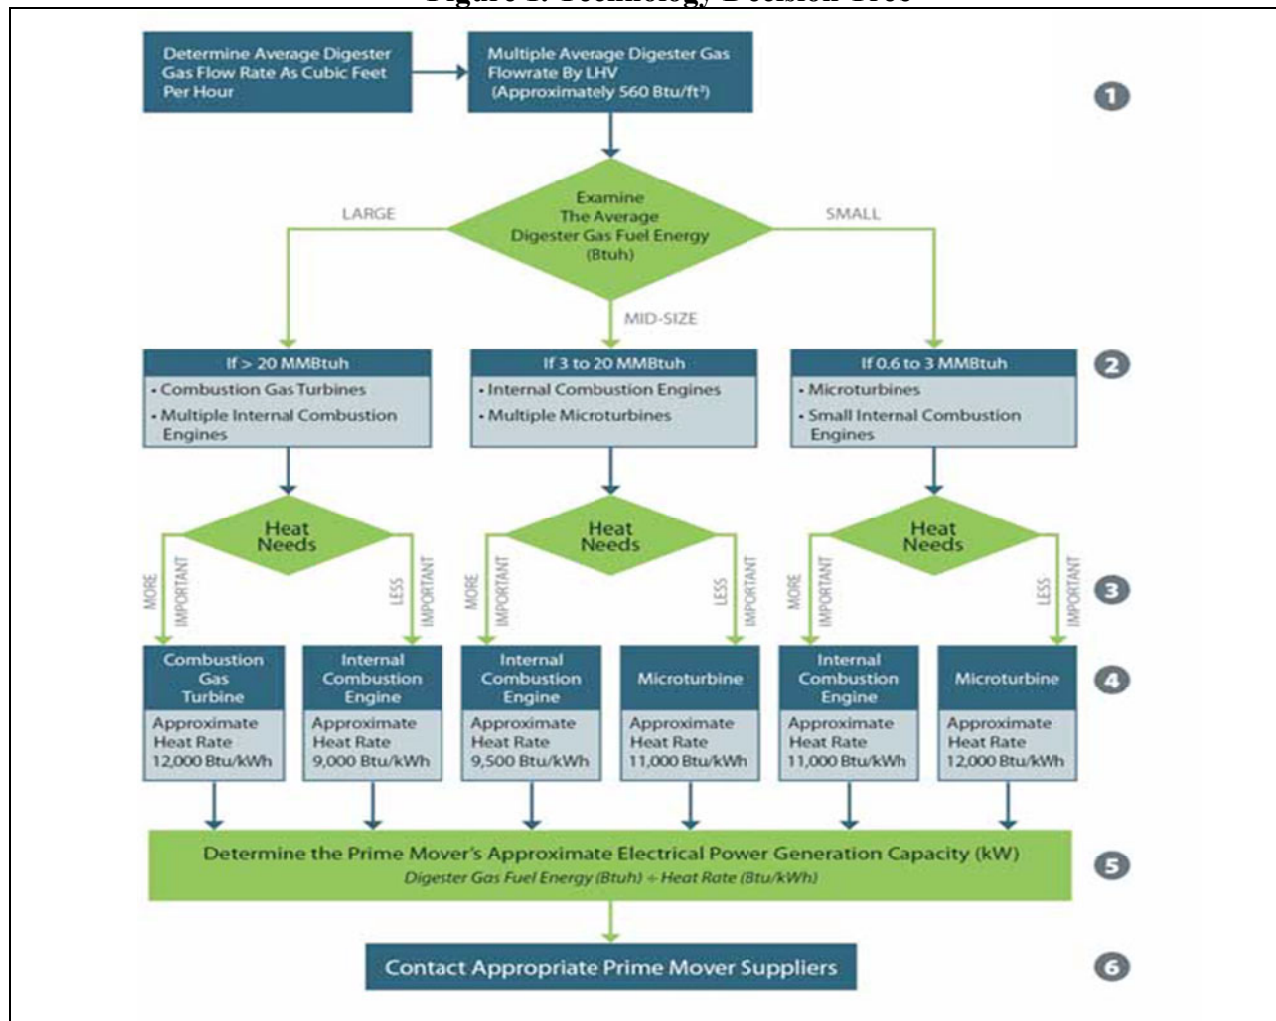 Figure 1. Technology Decision Tree
Determine Average Digester
Gas Flow Rate As Cubic Feet
Per Hour
Multiple Average Digester Gas
Flowrate By LHV
(Approximately 560 Btu/ft³)
1
Examine
The Average
Digester Gas Fuel Energy
(Btuh)
LARGE
SMALL
MID-SIZE
If > 20 MMBtuh
• Combustion Gas Turbines
• Multiple Internal Combustion
Engines
If 3 to 20 MMBtuh
• Internal Combustion Engines
• Multiple Microturbines
If 0.6 to 3 MMBtuh
• Microturbines
• Small Internal Combustion
Engines
2
Heat
Needs
Heat
Needs
Heat
Needs
MORE
IMPORTANT
LESS
IMPORTANT
MORE
IMPORTANT
LESS
IMPORTANT
MORE
IMPORTANT
LESS
IMPORTANT
3
Combustion
Gas
Turbine
Approximate
Heat Rate
12,000 Btu/kWh
Internal
Combustion
Engine
Approximate
Heat Rate
9,000 Btu/kWh
Internal
Combustion
Engine
Approximate
Heat Rate
9,500 Btu/kWh
Microturbine
Approximate
Heat Rate
11,000 Btu/kWh
Internal
Combustion
Engine
Approximate
Heat Rate
11,000 Btu/kWh
Microturbine
Approximate
Heat Rate
12,000 Btu/kWh
4
Determine the Prime Mover's Approximate Electrical Power Generation Capacity (kW)
Digester Gas Fuel Energy (Btuh) ÷ Heat Rate (Btu/kWh)
5
Contact Appropriate Prime Mover Suppliers
6